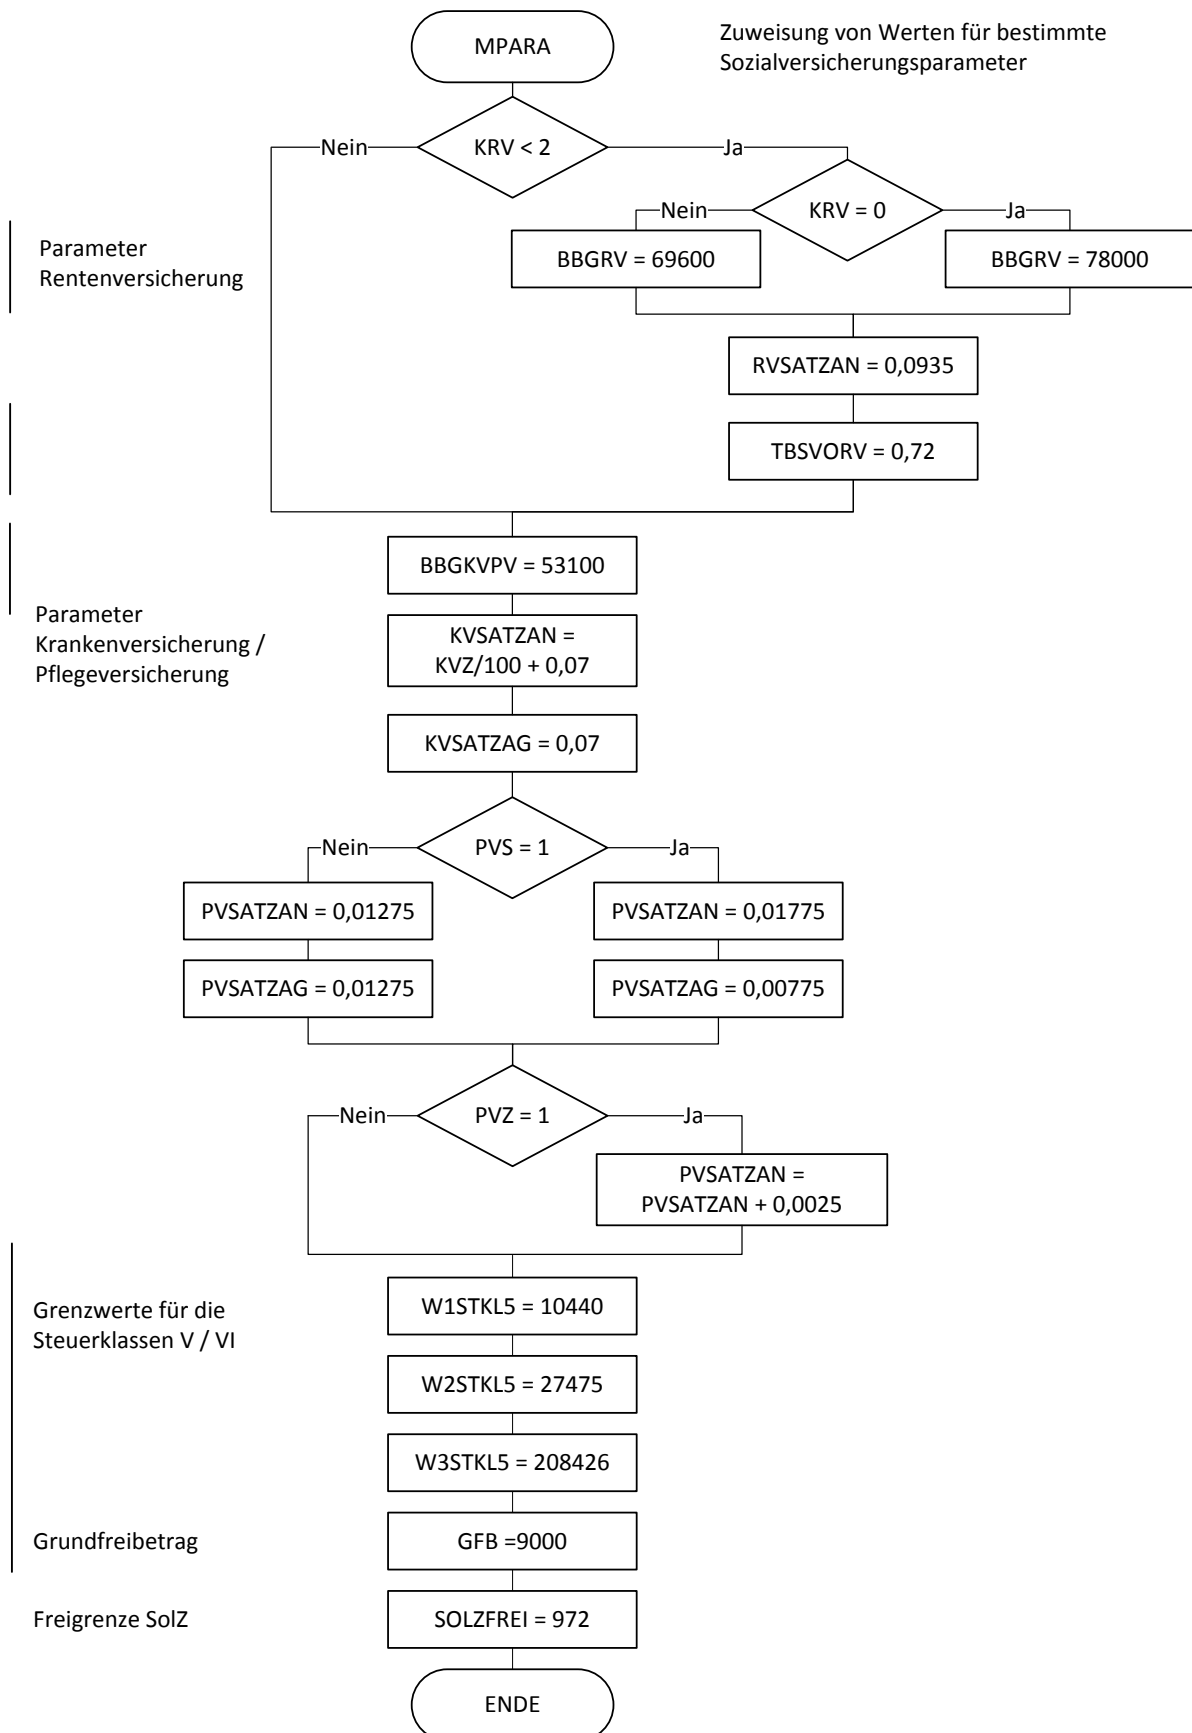 MPARA
Zuweisung von Werten für bestimmte
Sozialversicherungsparameter
Nein
KRV < 2
Ja
Nein
KRV = 0
Ja
Parameter
Rentenversicherung
BBGRV = 69600
BBGRV = 78000
RVSATZAN = 0,0935
TBSVORV = 0,72
BBGKVPV = 53100
Parameter
Krankenversicherung /
Pflegeversicherung
KVSATZAN =
KVZ/100 + 0,07
KVSATZAG = 0,07
Nein
PVS = 1
Ja
PVSATZAN = 0,01275
PVSATZAN = 0,01775
PVSATZAG = 0,01275
PVSATZAG = 0,00775
Nein
PVZ = 1
Ja
PVSATZAN =
PVSATZAN + 0,0025
Grenzwerte für die
Steuerklassen V / VI
W1STKL5 = 10440
W2STKL5 = 27475
W3STKL5 = 208426
Grundfreibetrag
GFB =9000
Freigrenze SolZ
SOLZFREI = 972
ENDE